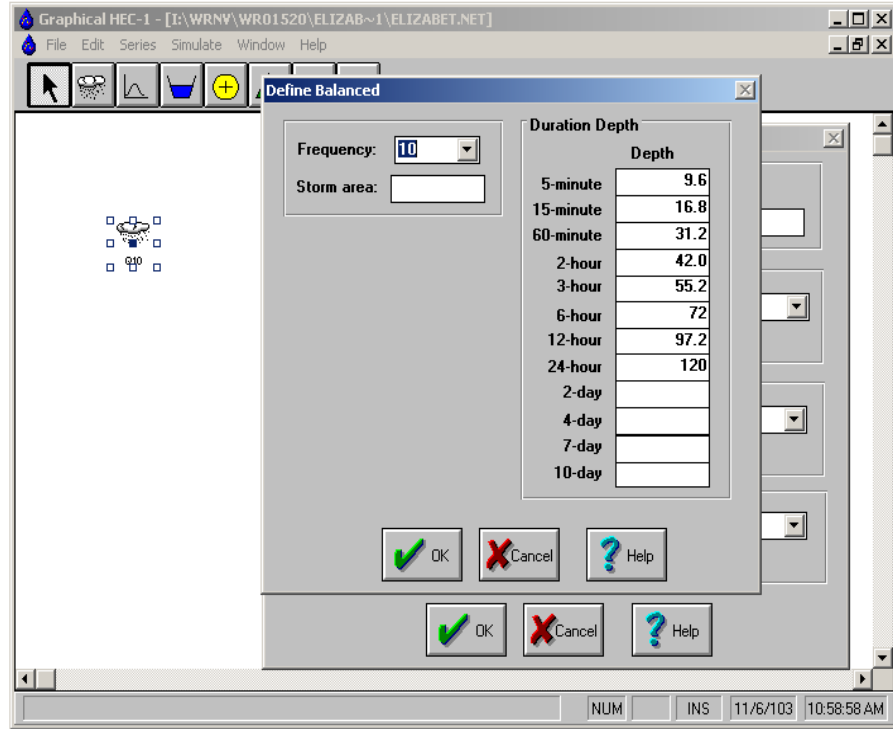 Graphical HEC-1 - [I:\WRNV\WR01520\ELIZAB~1\ELIZABET.NET]
File Edit Series Simulate Window Help
Define Balanced
Frequency: 10
Storm area:
Duration Depth
Depth
5-minute 9.6
15-minute 16.8
60-minute 31.2
2-hour 42.0
3-hour 55.2
6-hour 72
12-hour 97.2
24-hour 120
2-day
4-day
7-day
10-day
OK Cancel Help
OK Cancel Help
Q10
NUM INS 11/6/103 10:58:58 AM